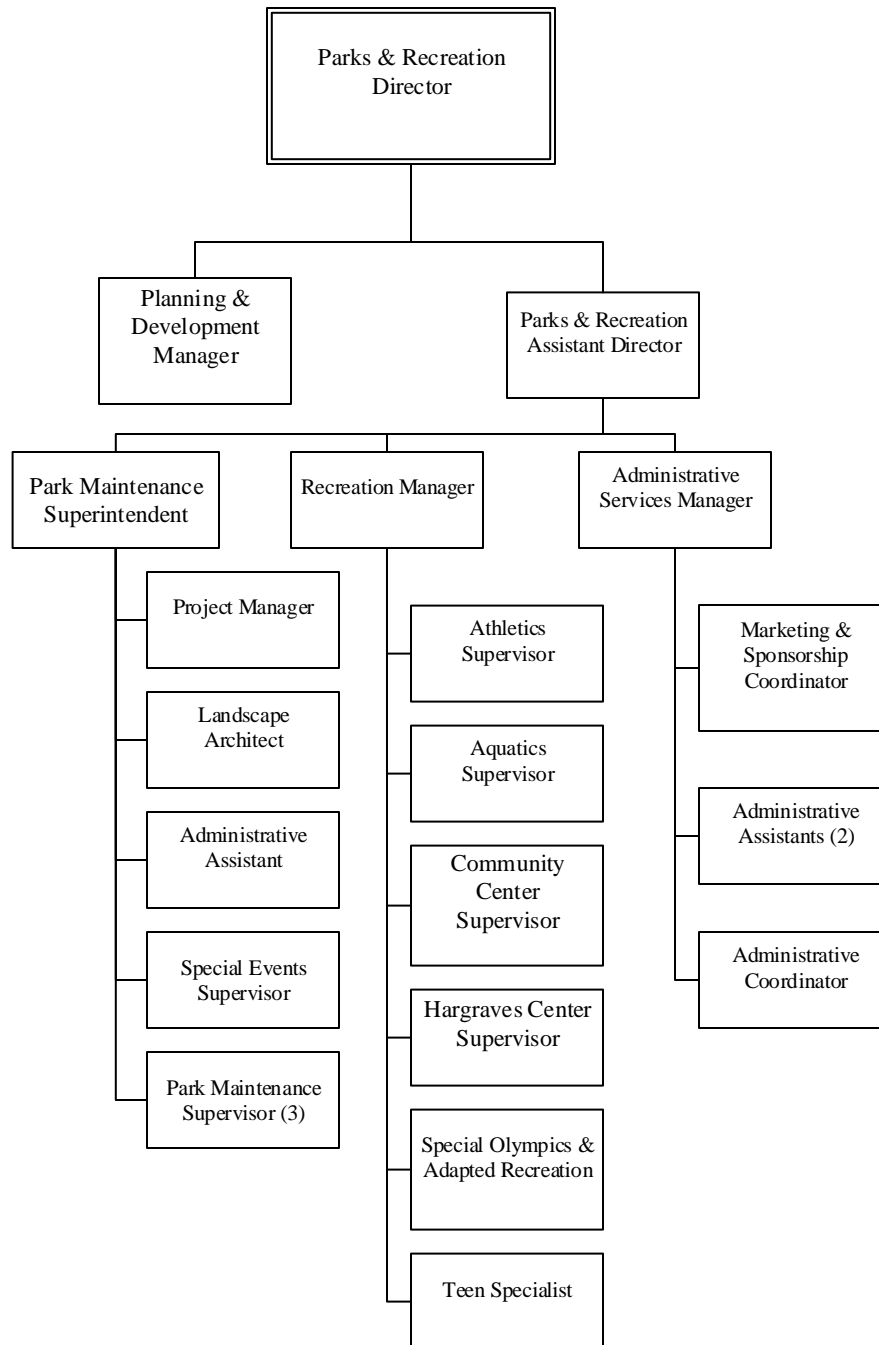 Parks & Recreation
Director
Planning &
Development
Manager
Parks & Recreation
Assistant Director
Park Maintenance
Superintendent
Recreation Manager
Administrative
Services Manager
Project Manager
Landscape
Architect
Administrative
Assistant
Special Events
Supervisor
Park Maintenance
Supervisor (3)
Athletics
Supervisor
Aquatics
Supervisor
Community
Center
Supervisor
Hargraves Center
Supervisor
Special Olympics &
Adapted Recreation
Teen Specialist
Marketing &
Sponsorship
Coordinator
Administrative
Assistants (2)
Administrative
Coordinator